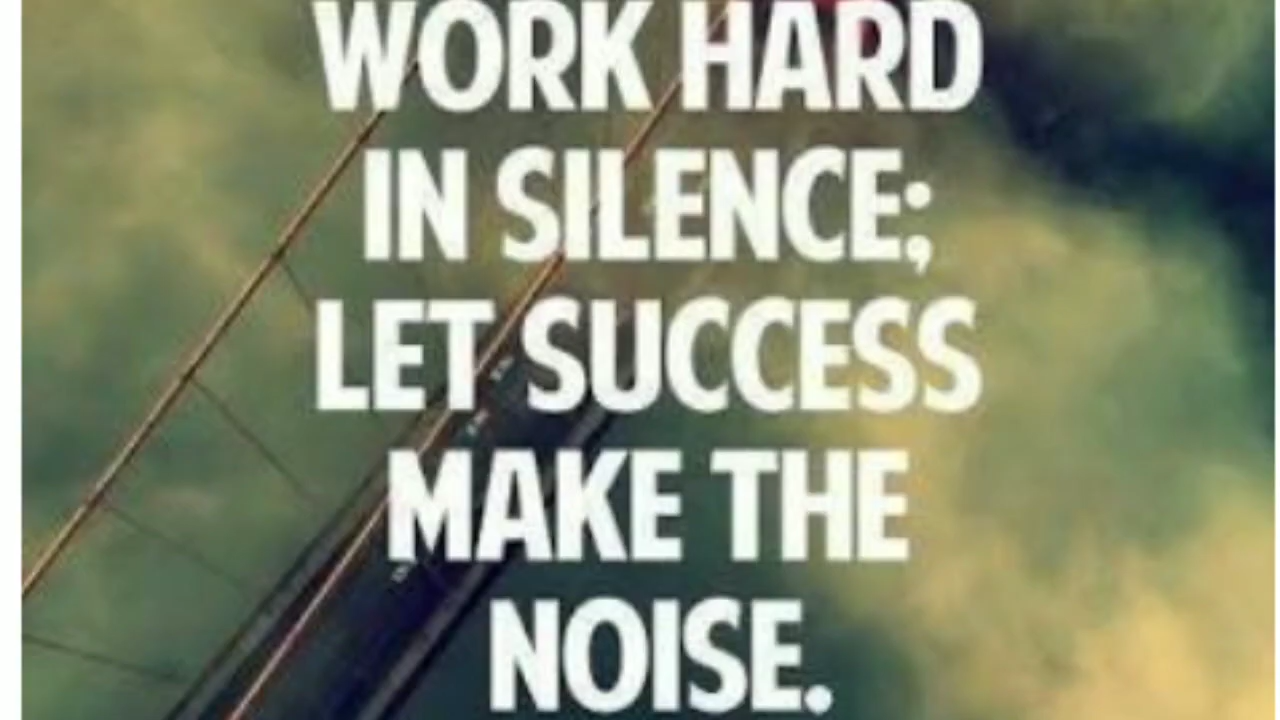 WORK HARD
IN SILENCE;
LET SUCCESS
MAKE THE
NOISE.